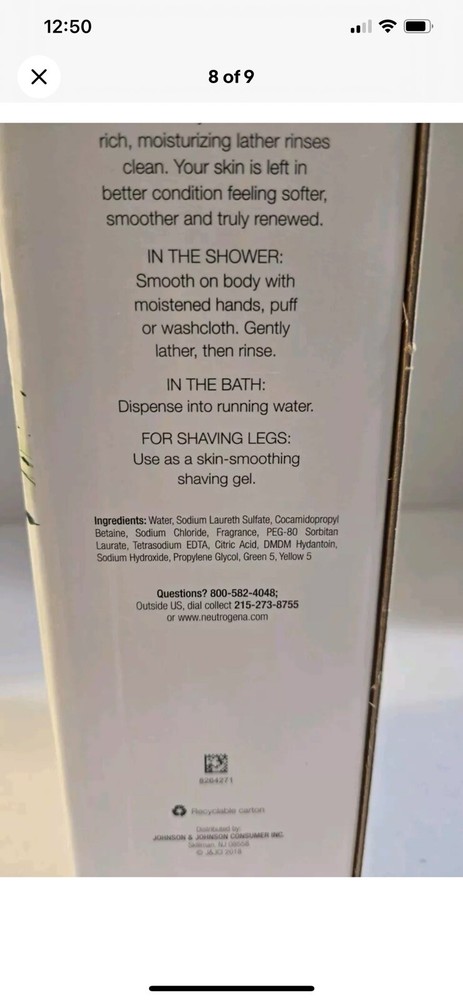 12:50
8 of 9
rich, moisturizing lather rinses
clean. Your skin is left in
better condition feeling softer,
smoother and truly renewed.
IN THE SHOWER:
Smooth on body with
moistened hands, puff
or washcloth. Gently
lather, then rinse.
IN THE BATH:
Dispense into running water.
FOR SHAVING LEGS:
Use as a skin-smoothing
shaving gel.
Ingredients: Water, Sodium Laureth Sulfate, Cocamidopropyl
Betaine, Sodium Chloride, Fragrance, PEG-80 Sorbitan
Laurate, Tetrasodium EDTA, Citric Acid, DMDM Hydantoin,
Sodium Hydroxide, Propylene Glycol, Green 5, Yellow 5
Questions? 800-582-4048;
Outside US, dial collect 215-273-8755
or www.neutrogena.com
Recyclable carton
Distributed by:
JOHNSON & JOHNSON CONSUMER INC.